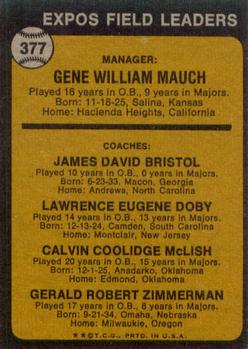 EXPOS FIELD LEADERS
377
MANAGER:
GENE WILLIAM MAUCH
Played 16 years in O.B., 9 years in Majors.
Born: 11-18-25, Salina, Kansas
Home: Hacienda Heights, California
COACHES:
JAMES DAVID BRISTOL
Played 10 years in O.B., 0 years in Majors.
Born: 6-23-33, Macon, Georgia
Home: Andrews, North Carolina
LAWRENCE EUGENE DOBY
Played 14 years in O.B., 13 years in Majors.
Born: 12-13-24, Camden, South Carolina
Home: Montclair, New Jersey
CALVIN COOLIDGE McLISH
Played 20 years in O.B., 15 years in Majors.
Born: 12-1-25, Anadarko, Oklahoma
Home: Edmond, Oklahoma
GERALD ROBERT ZIMMERMAN
Played 17 years in O.B., 8 years in Majors.
Born: 9-21-34, Omaha, Nebraska
Home: Milwaukie, Oregon
★★©T.C.G., PRTD. IN U.S.A.